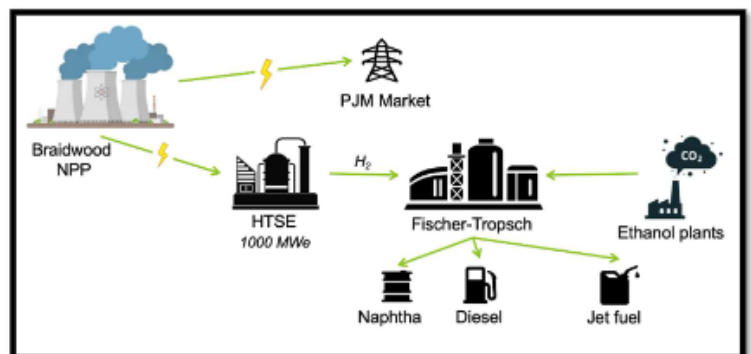 PJM Market
Braidwood
NPP
H₂
HTSE
1000 MWe
Fischer-Tropsch
CO₂
Ethanol plants
Naphtha
Diesel
Jet fuel